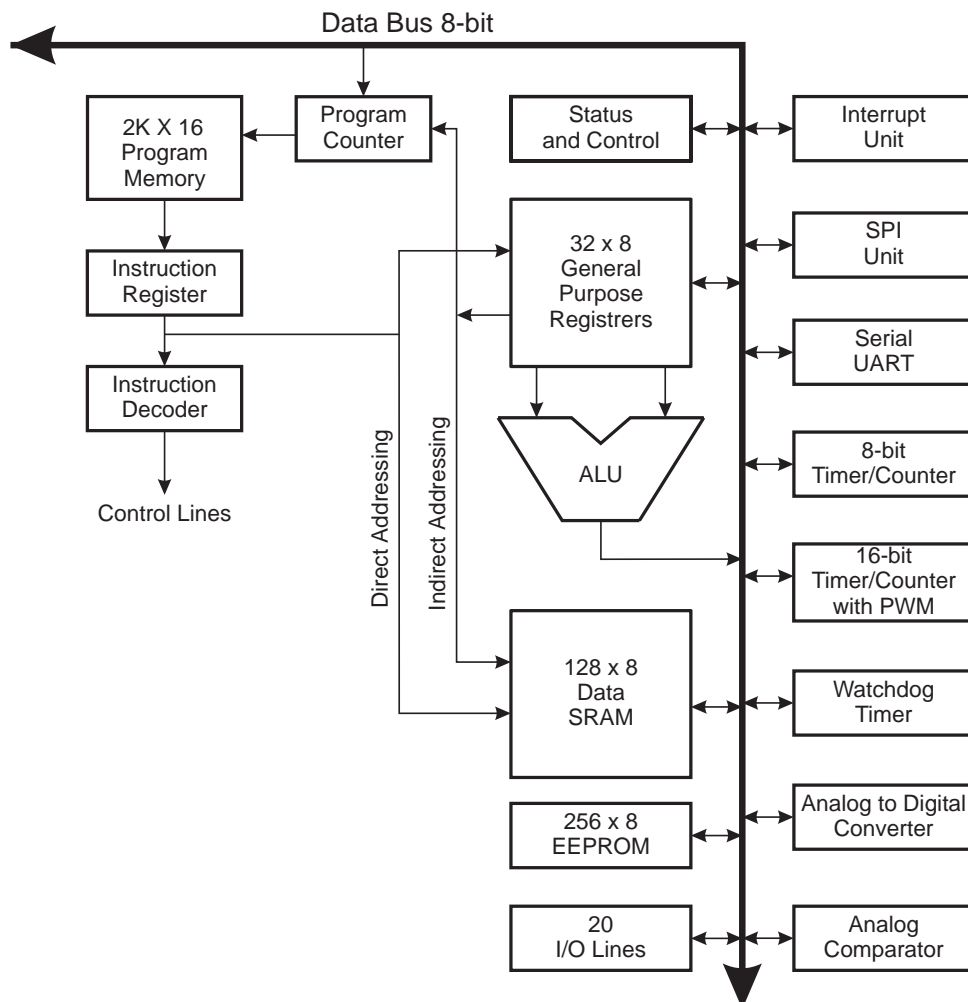 Data Bus 8-bit
2K X 16
Program
Memory
Program
Counter
Status
and Control
Interrupt
Unit
32 x 8
General
Purpose
Registrers
SPI
Unit
Instruction
Register
Serial
UART
Instruction
Decoder
Control Lines
Direct Addressing
Indirect Addressing
ALU
8-bit
Timer/Counter
16-bit
Timer/Counter
with PWM
128 x 8
Data
SRAM
Watchdog
Timer
256 x 8
EEPROM
Analog to Digital
Converter
20
I/O Lines
Analog
Comparator